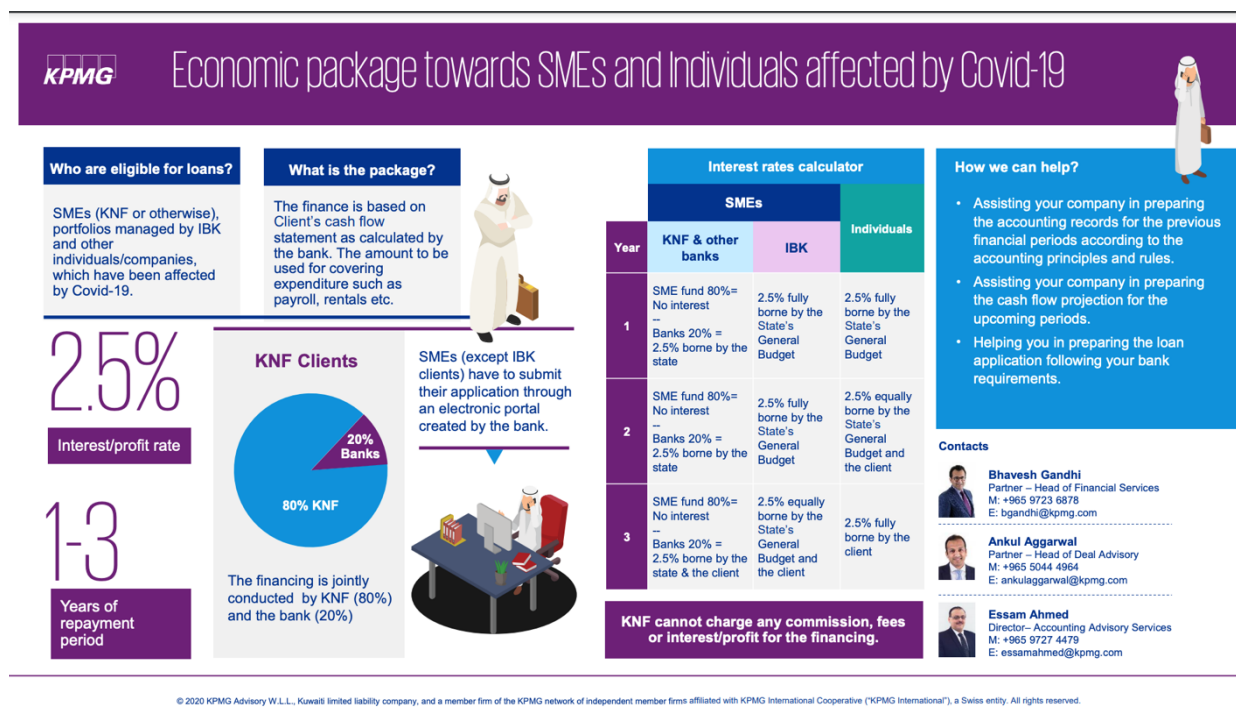 KPMG
Economic package towards SMEs and Individuals affected by Covid-19
Who are eligible for loans?
SMEs (KNF or otherwise),
portfolios managed by IBK
and other
individuals/companies,
which have been affected
by Covid-19.
What is the package?
The finance is based on
Client's cash flow
statement as calculated by
the bank. The amount to be
used for covering
expenditure such as
payroll, rentals etc.
2.5%
Interest/profit rate
1-3
Years of
repayment
period
KNF Clients
20%
Banks
80% KNF
The financing is jointly
conducted by KNF (80%)
and the bank (20%)
SMEs (except IBK
clients) have to submit
their application through
an electronic portal
created by the bank.
Interest rates calculator
SMEs
Individuals
Year
KNF & other
banks
IBK
1
SME fund 80%=
No interest
--
Banks 20% =
2.5% borne by the
state
2.5% fully
borne by the
State's
General
Budget
2.5% fully
borne by the
State's
General
Budget
2
SME fund 80%=
No interest
--
Banks 20% =
2.5% borne by the
state
2.5% fully
borne by the
State's
General
Budget
2.5% equally
borne by the
State's
General
Budget and
the client
3
SME fund 80%=
No interest
--
Banks 20% =
2.5% borne by the
state & the client
2.5% equally
borne by the
State's
General
Budget and
the client
2.5% fully
borne by the
client
KNF cannot charge any commission, fees
or interest/profit for the financing.
How we can help?
• Assisting your company in preparing
the accounting records for the previous
financial periods according to the
accounting principles and rules.
• Assisting your company in preparing
the cash flow projection for the
upcoming periods.
• Helping you in preparing the loan
application following your bank
requirements.
Contacts
Bhavesh Gandhi
Partner – Head of Financial Services
M: +965 9723 6878
E: bgandhi@kpmg.com
Ankul Aggarwal
Partner – Head of Deal Advisory
M: +965 5044 4964
E: ankulaggarwal@kpmg.com
Essam Ahmed
Director– Accounting Advisory Services
M: +965 9727 4479
E: essamahmed@kpmg.com
© 2020 KPMG Advisory W.L.L., Kuwaiti limited liability company, and a member firm of the KPMG network of independent member firms affiliated with KPMG International Cooperative ("KPMG International"), a Swiss entity. All rights reserved.